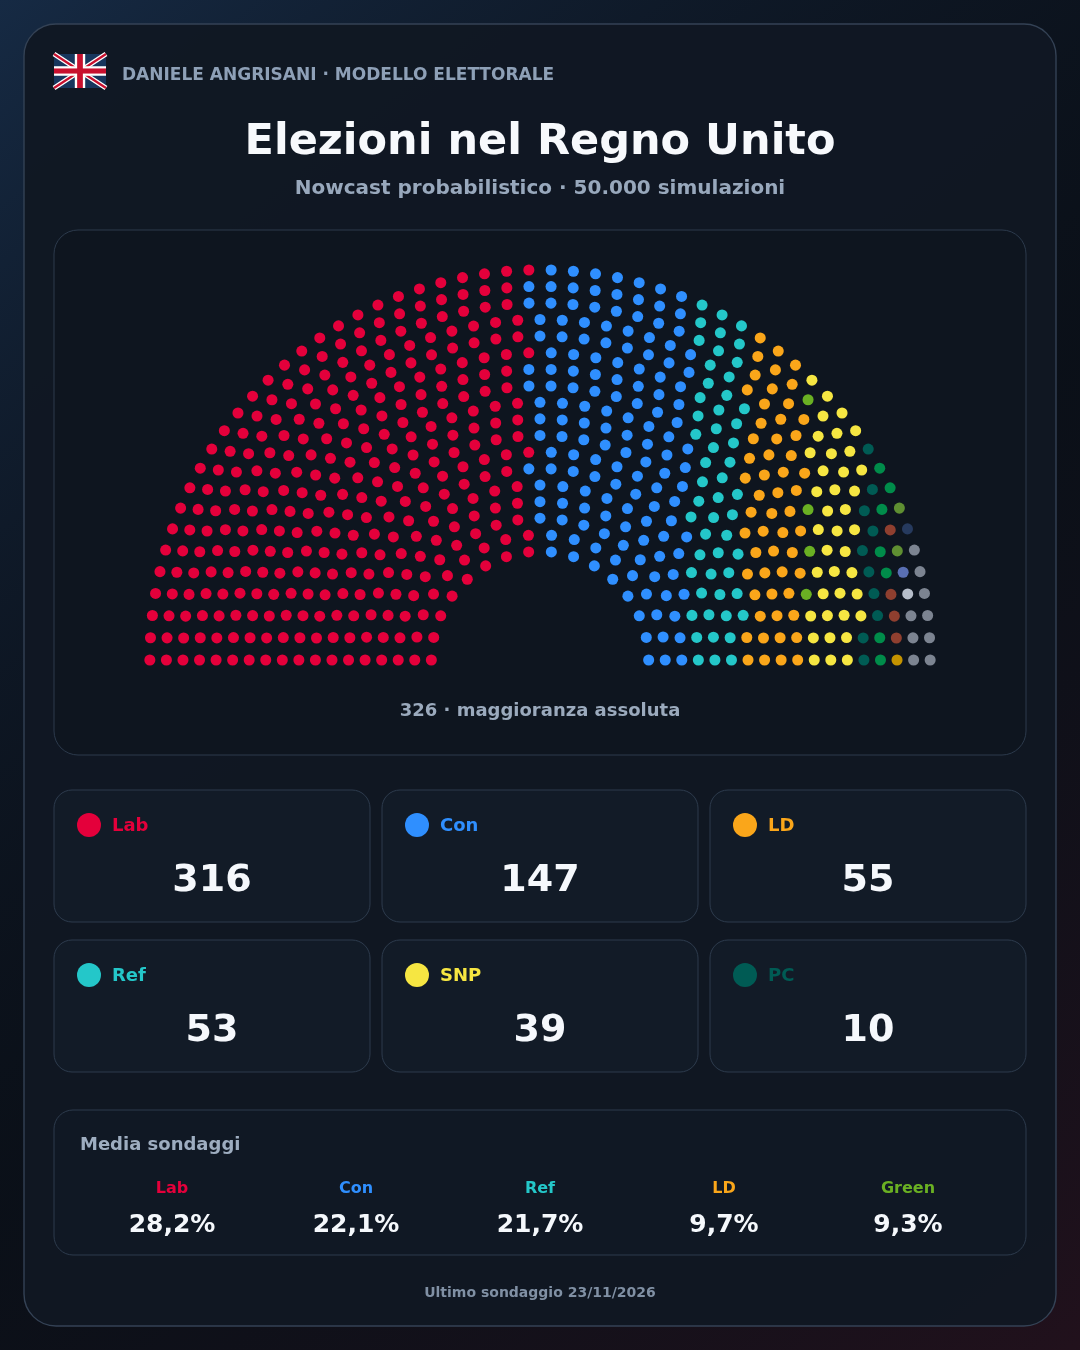 DANIELE ANGRISANI · MODELLO ELETTORALE
Elezioni nel Regno Unito
Nowcast probabilistico · 50.000 simulazioni
326 · maggioranza assoluta
Lab
316
Con
147
LD
55
Ref
53
SNP
39
PC
10
Media sondaggi
Lab Con Ref LD Green
28,2% 22,1% 21,7% 9,7% 9,3%
Ultimo sondaggio 23/11/2026